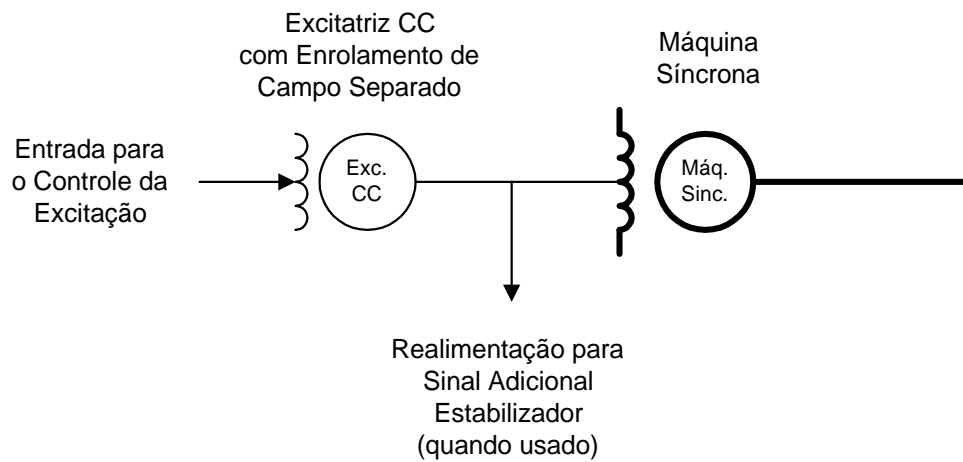 Excitatriz CC
com Enrolamento de
Campo Separado
Máquina
Síncrona
Entrada para
o Controle da
Excitação
Exc.
CC
Máq.
Sinc.
Realimentação para
Sinal Adicional
Estabilizador
(quando usado)